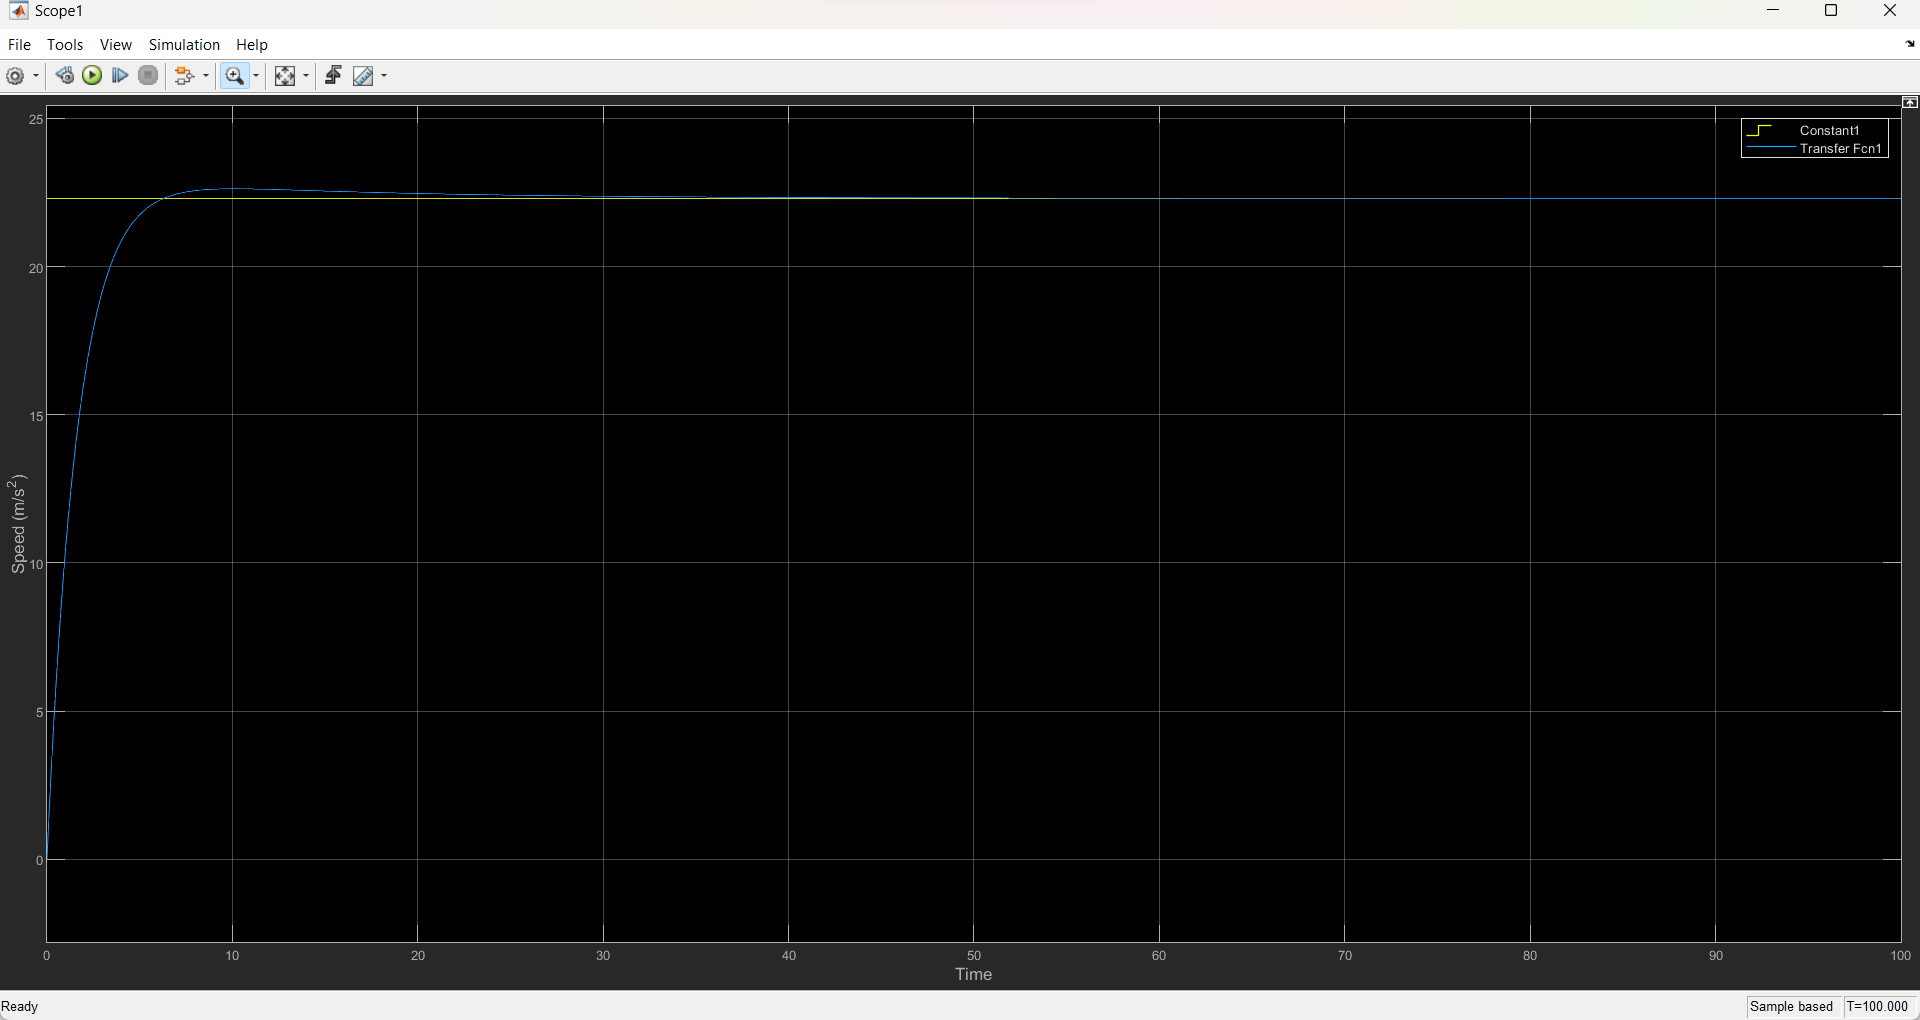 Scope1
File Tools View Simulation Help
Constant1
Transfer Fcn1
25
20
15
10
5
0
Speed (m/s²)
0 10 20 30 40 50 60 70 80 90 100
Time
Ready
Sample based T=100.000